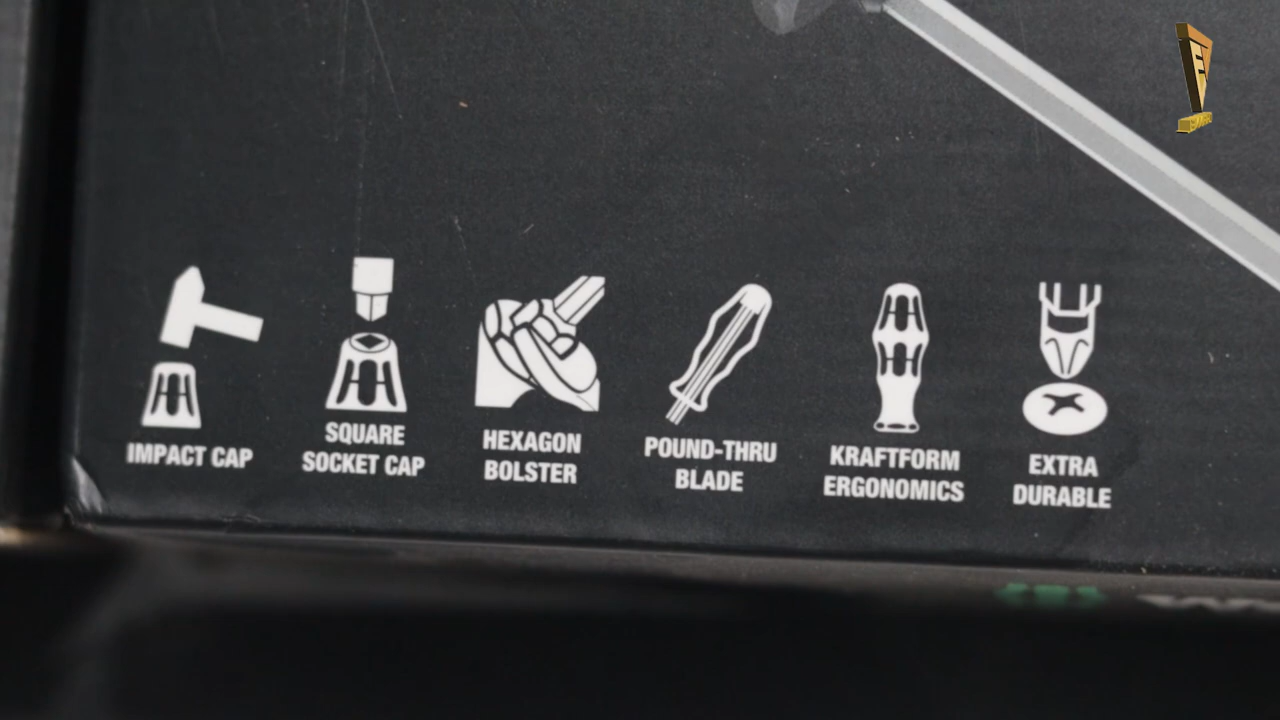 IMPACT CAP
SQUARE
SOCKET CAP
HEXAGON
BOLSTER
POUND-THRU
BLADE
KRAFTFORM
ERGONOMICS
EXTRA
DURABLE